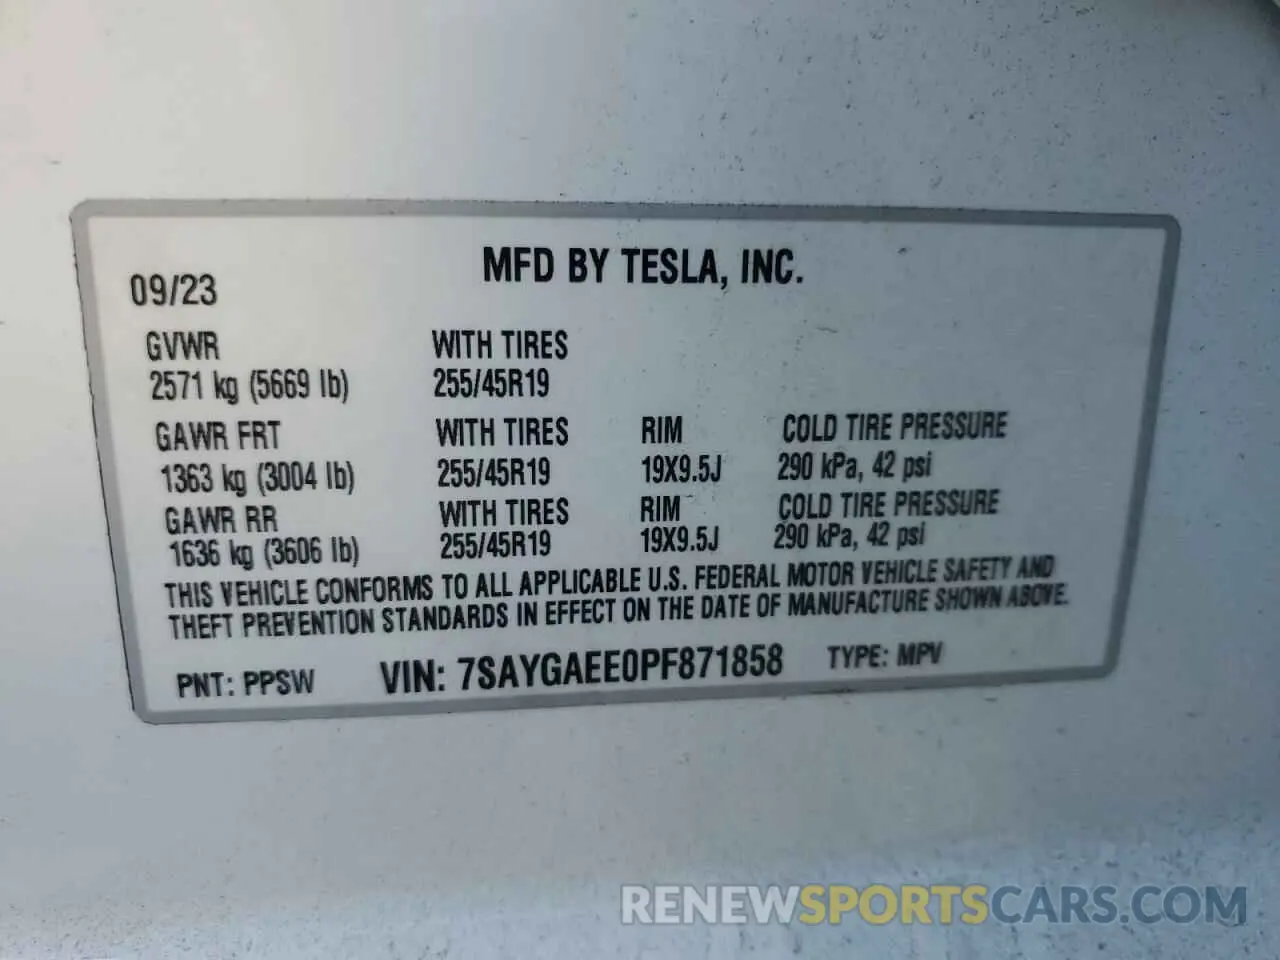 MFD BY TESLA, INC.
09/23
GVWR WITH TIRES
2571 kg (5669 lb) 255/45R19
GAWR FRT WITH TIRES RIM COLD TIRE PRESSURE
1363 kg (3004 lb) 255/45R19 19X9.5J 290 kPa, 42 psi
GAWR RR WITH TIRES RIM COLD TIRE PRESSURE
1636 kg (3606 lb) 255/45R19 19X9.5J 290 kPa, 42 psi
THIS VEHICLE CONFORMS TO ALL APPLICABLE U.S. FEDERAL MOTOR VEHICLE SAFETY AND
THEFT PREVENTION STANDARDS IN EFFECT ON THE DATE OF MANUFACTURE SHOWN ABOVE.
PNT: PPSW VIN: 7SAYGAEE0PF871858 TYPE: MPV
RENEWSPORTSCARS.COM